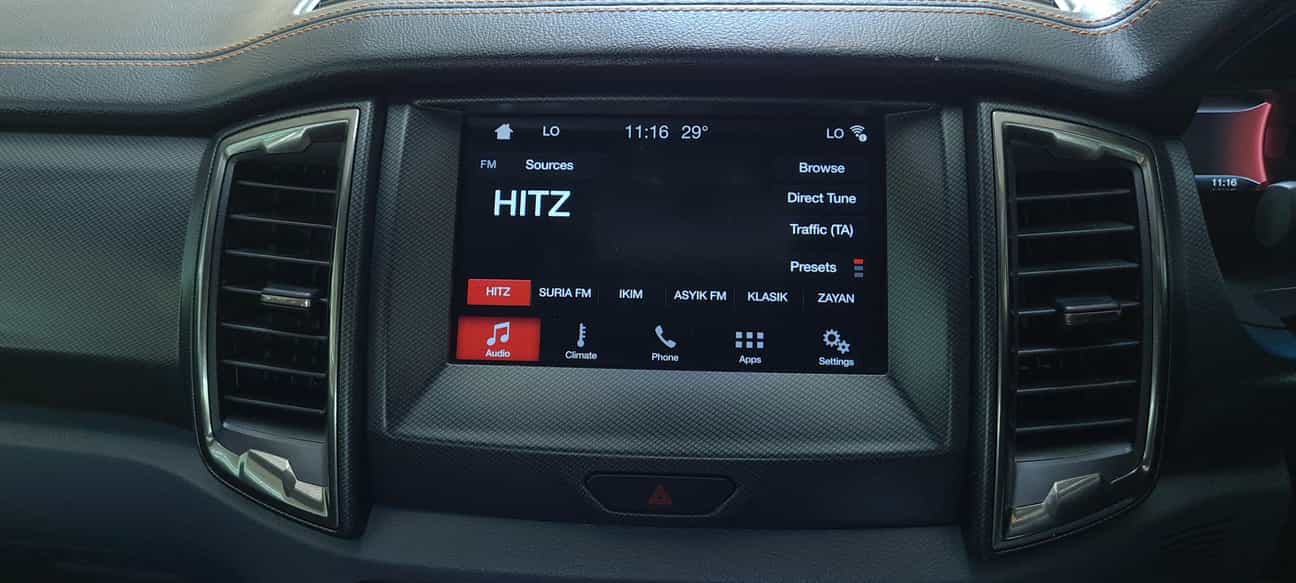 LO 11:16 29° LO
FM Sources Browse
HITZ
Direct Tune
Traffic (TA)
Presets
HITZ SURIA FM IKIM ASYIK FM KLASIK ZAYAN
Audio Climate Phone Apps Settings
11:16